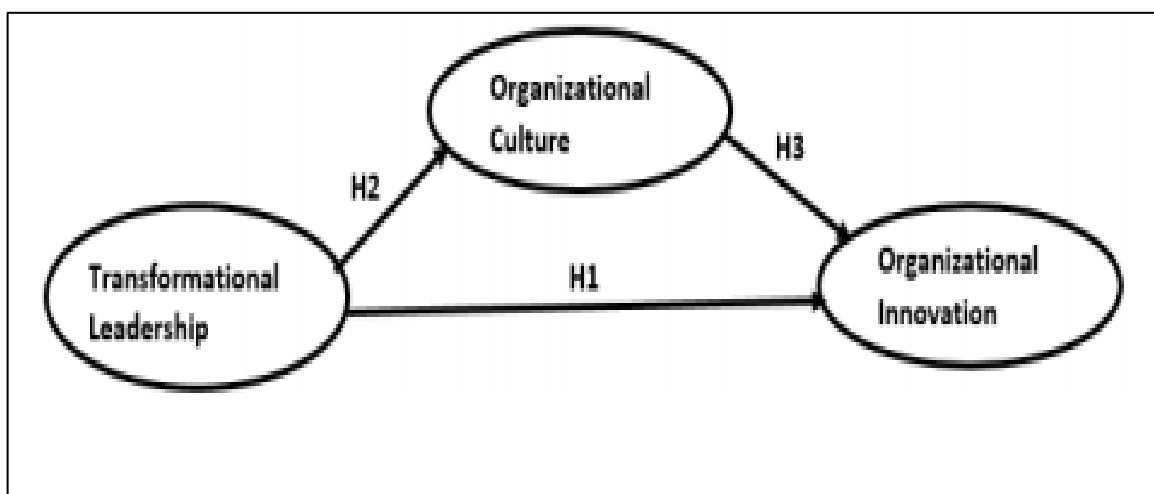 Organizational
Culture
H2
H3
Transformational
Leadership
H1
Organizational
Innovation